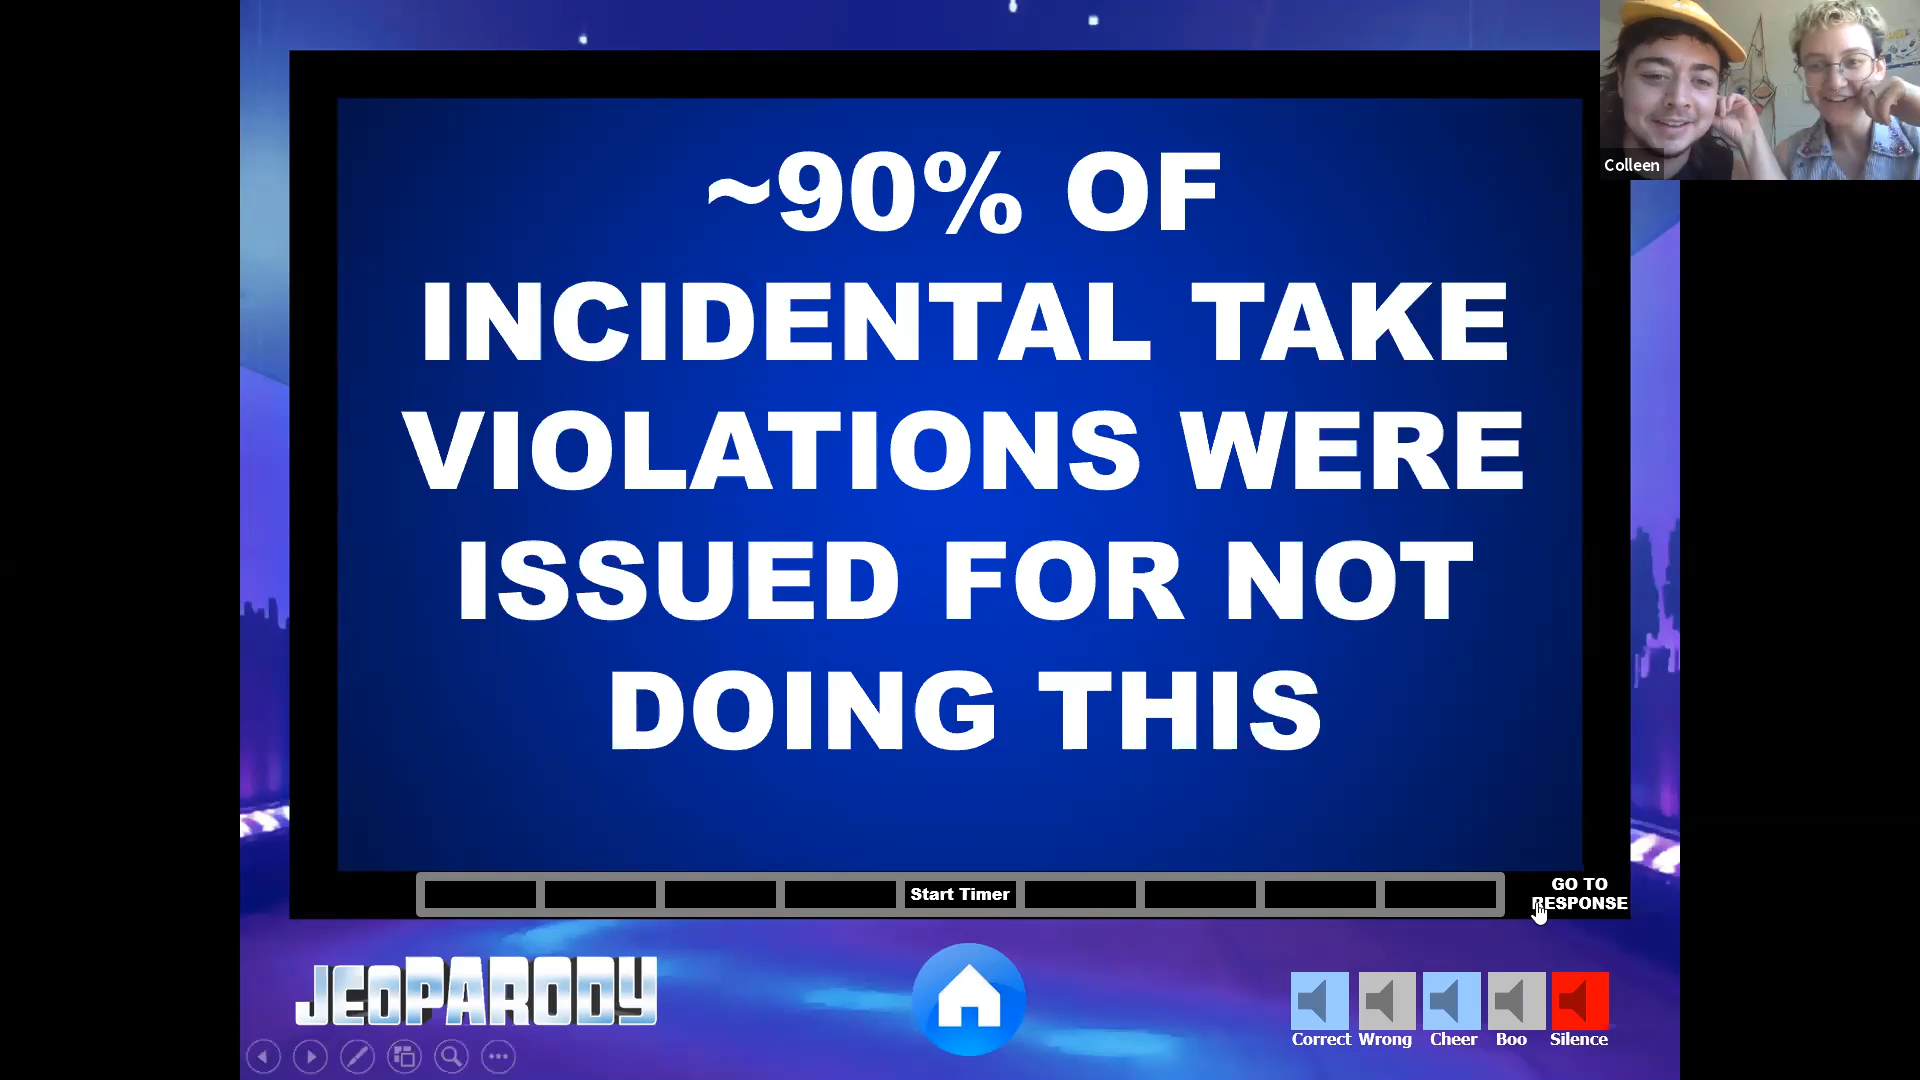 Colleen
~90% OF
INCIDENTAL TAKE
VIOLATIONS WERE
ISSUED FOR NOT
DOING THIS
Start Timer
GO TO
RESPONSE
JEOPARODY
Correct Wrong Cheer Boo Silence